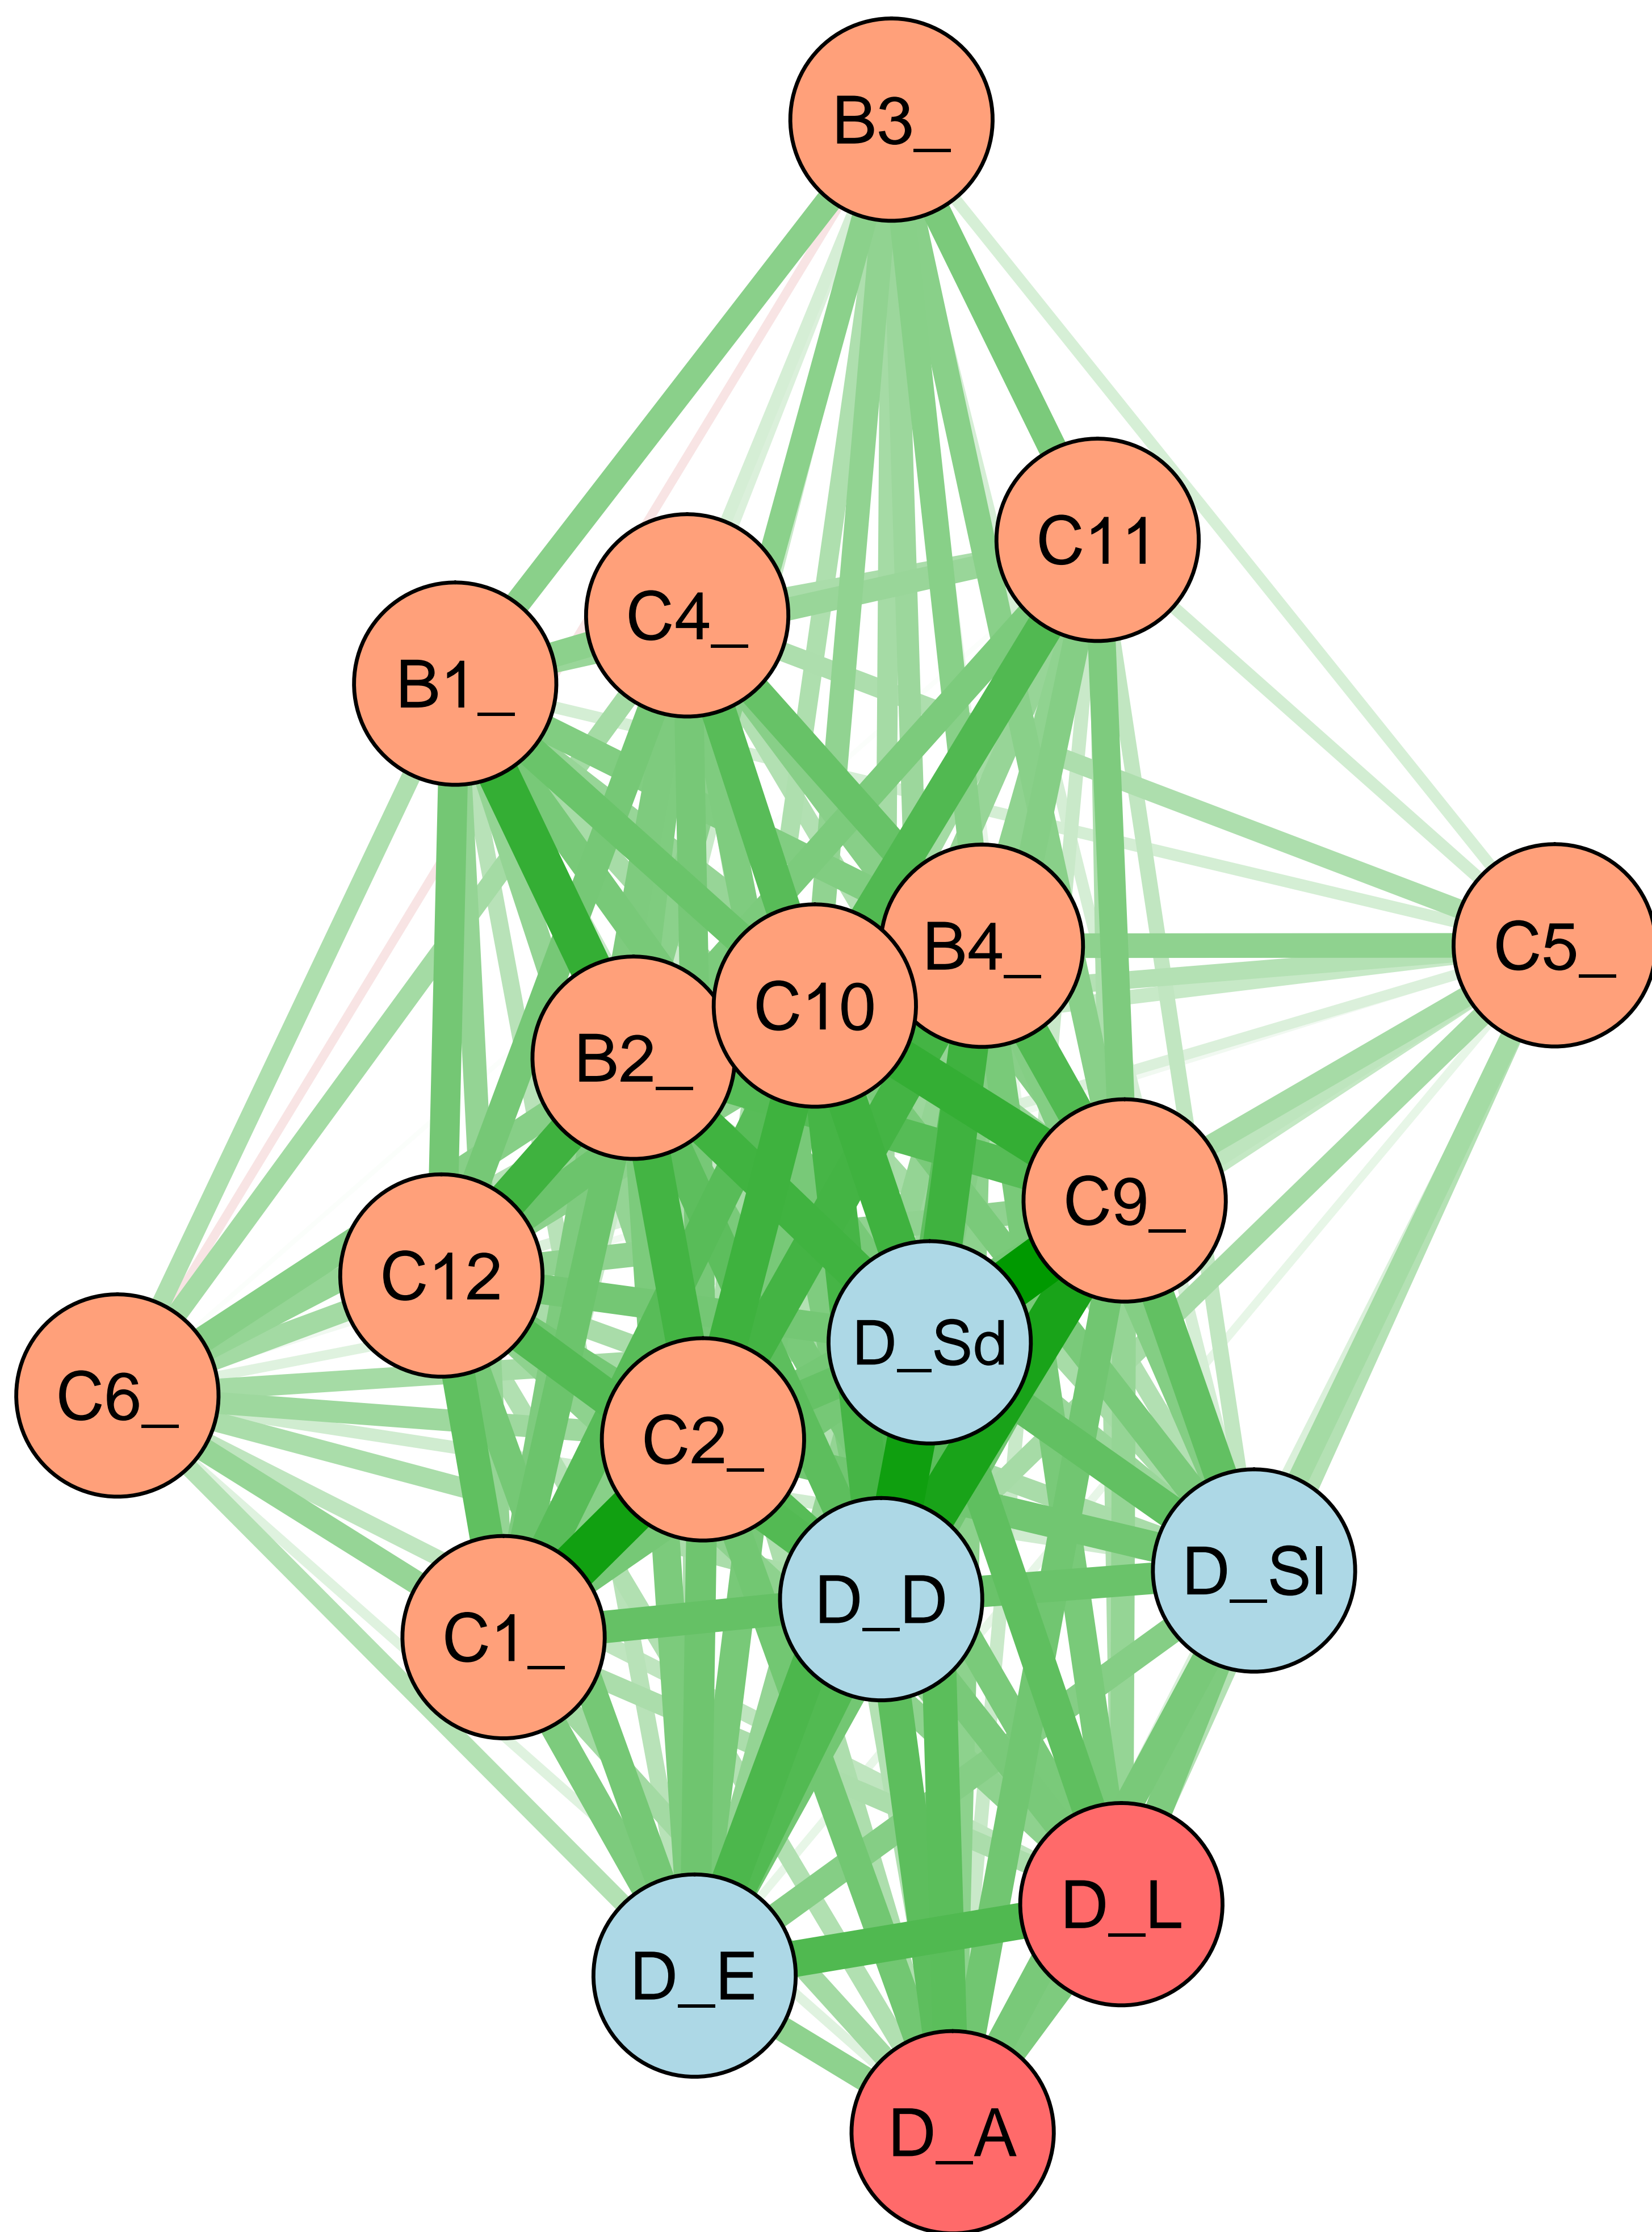 B3_
C11
C4_
B1_
B4_
C5_
C10
B2_
C9_
C12
D_Sd
C6_
C2_
D_Sl
D_D
C1_
D_L
D_E
D_A